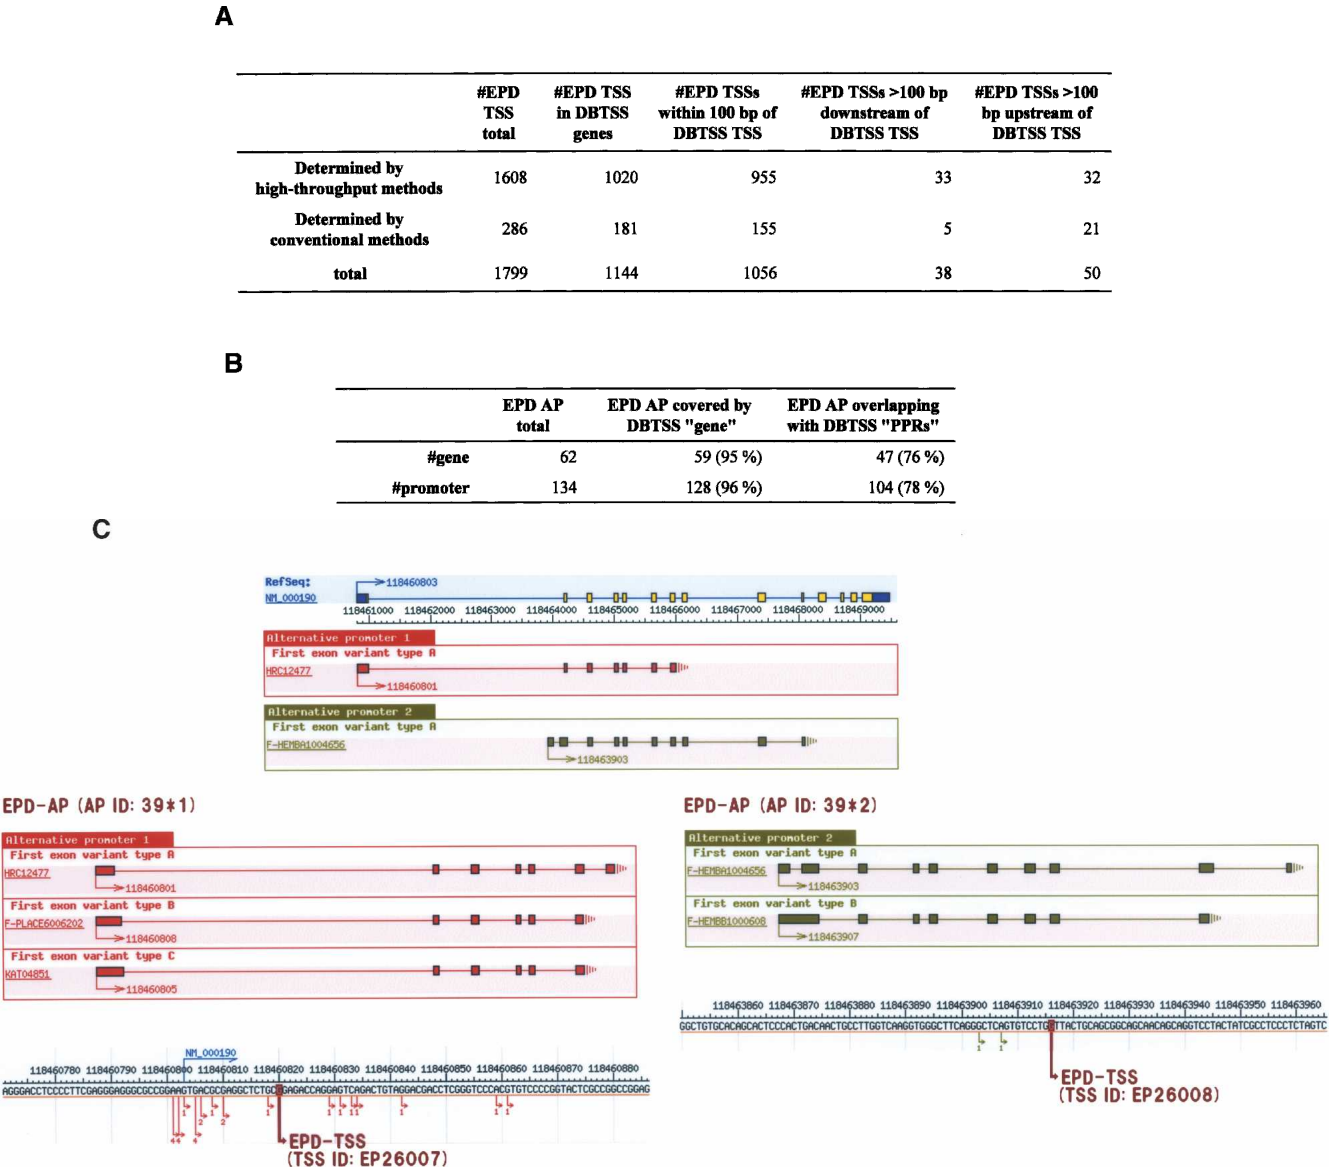 A
#EPD TSS total
#EPD TSS in DBTSS genes
#EPD TSSs within 100 bp of DBTSS TSS
#EPD TSSs >100 bp downstream of DBTSS TSS
#EPD TSSs >100 bp upstream of DBTSS TSS
Determined by high-throughput methods 1608 1020 955 33 32
Determined by conventional methods 286 181 155 5 21
total 1799 1144 1056 38 50
B
EPD AP total
EPD AP covered by DBTSS "gene"
EPD AP overlapping with DBTSS "PPRs"
#gene 62 59 (95 %) 47 (76 %)
#promoter 134 128 (96 %) 104 (78 %)
C
RefSeq:
118460803
NM_000190
118461000 118462000 118463000 118464000 118465000 118466000 118467000 118468000 118469000
Alternative promoter 1
First exon variant type A
HRC12477
118460801
Alternative promoter 2
First exon variant type A
F-HEMBA1004656
118463903
EPD-AP (AP ID: 39*1)
Alternative promoter 1
First exon variant type A
HRC12477
118460801
First exon variant type B
F-PLACE6006202
118460808
First exon variant type C
KAT04851
118460805
NM_000190
118460780 118460790 118460800 118460810 118460820 118460830 118460840 118460850 118460860 118460870 118460880
EPD-TSS
(TSS ID: EP26007)
EPD-AP (AP ID: 39*2)
Alternative promoter 2
First exon variant type A
F-HEMBA1004656
118463903
First exon variant type B
F-HEMBB1000608
118463907
118463860 118463870 118463880 118463890 118463900 118463910 118463920 118463930 118463940 118463950 118463960
EPD-TSS
(TSS ID: EP26008)